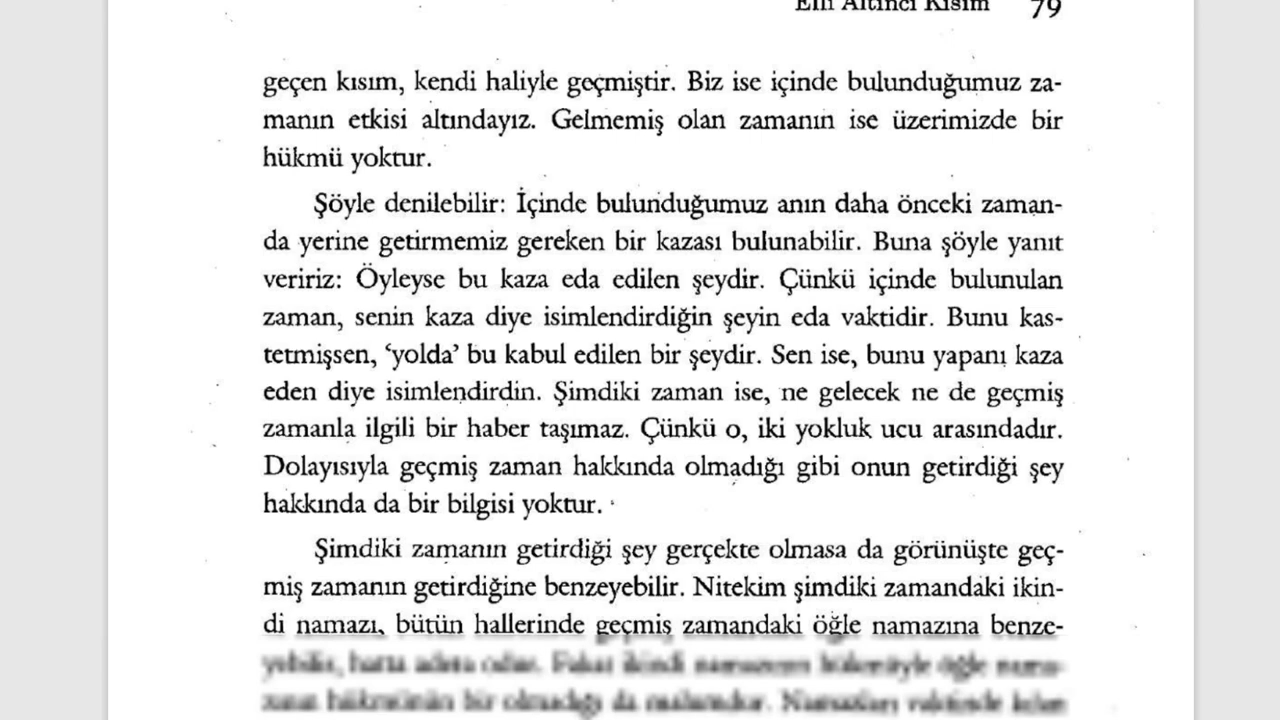 Elli Altıncı Kısım 79
geçen kısım, kendi haliyle geçmiştir. Biz ise içinde bulunduğumuz za-
manın etkisi altındayız. Gelmemiş olan zamanın ise üzerimizde bir
hükmü yoktur.
Şöyle denilebilir: İçinde bulunduğumuz anın daha önceki zaman-
da yerine getirmemiz gereken bir kazası bulunabilir. Buna şöyle yanıt
veririz: Öyleyse bu kaza eda edilen şeydir. Çünkü içinde bulunulan
zaman, senin kaza diye isimlendirdiğin şeyin eda vaktidir. Bunu kas-
tetmişsen, ‘yolda’ bu kabul edilen bir şeydir. Sen ise, bunu yapanı kaza
eden diye isimlendirdin. Şimdiki zaman ise, ne gelecek ne de geçmiş
zamanla ilgili bir haber taşımaz. Çünkü o, iki yokluk ucu arasındadır.
Dolayısıyla geçmiş zaman hakkında olmadığı gibi onun getirdiği şey
hakkında da bir bilgisi yoktur.
Şimdiki zamanın getirdiği şey gerçekte olmasa da görünüşte geç-
miş zamanın getirdiğine benzeyebilir. Nitekim şimdiki zamandaki ikin-
di namazı, bütün hallerinde geçmiş zamandaki öğle namazına benze-